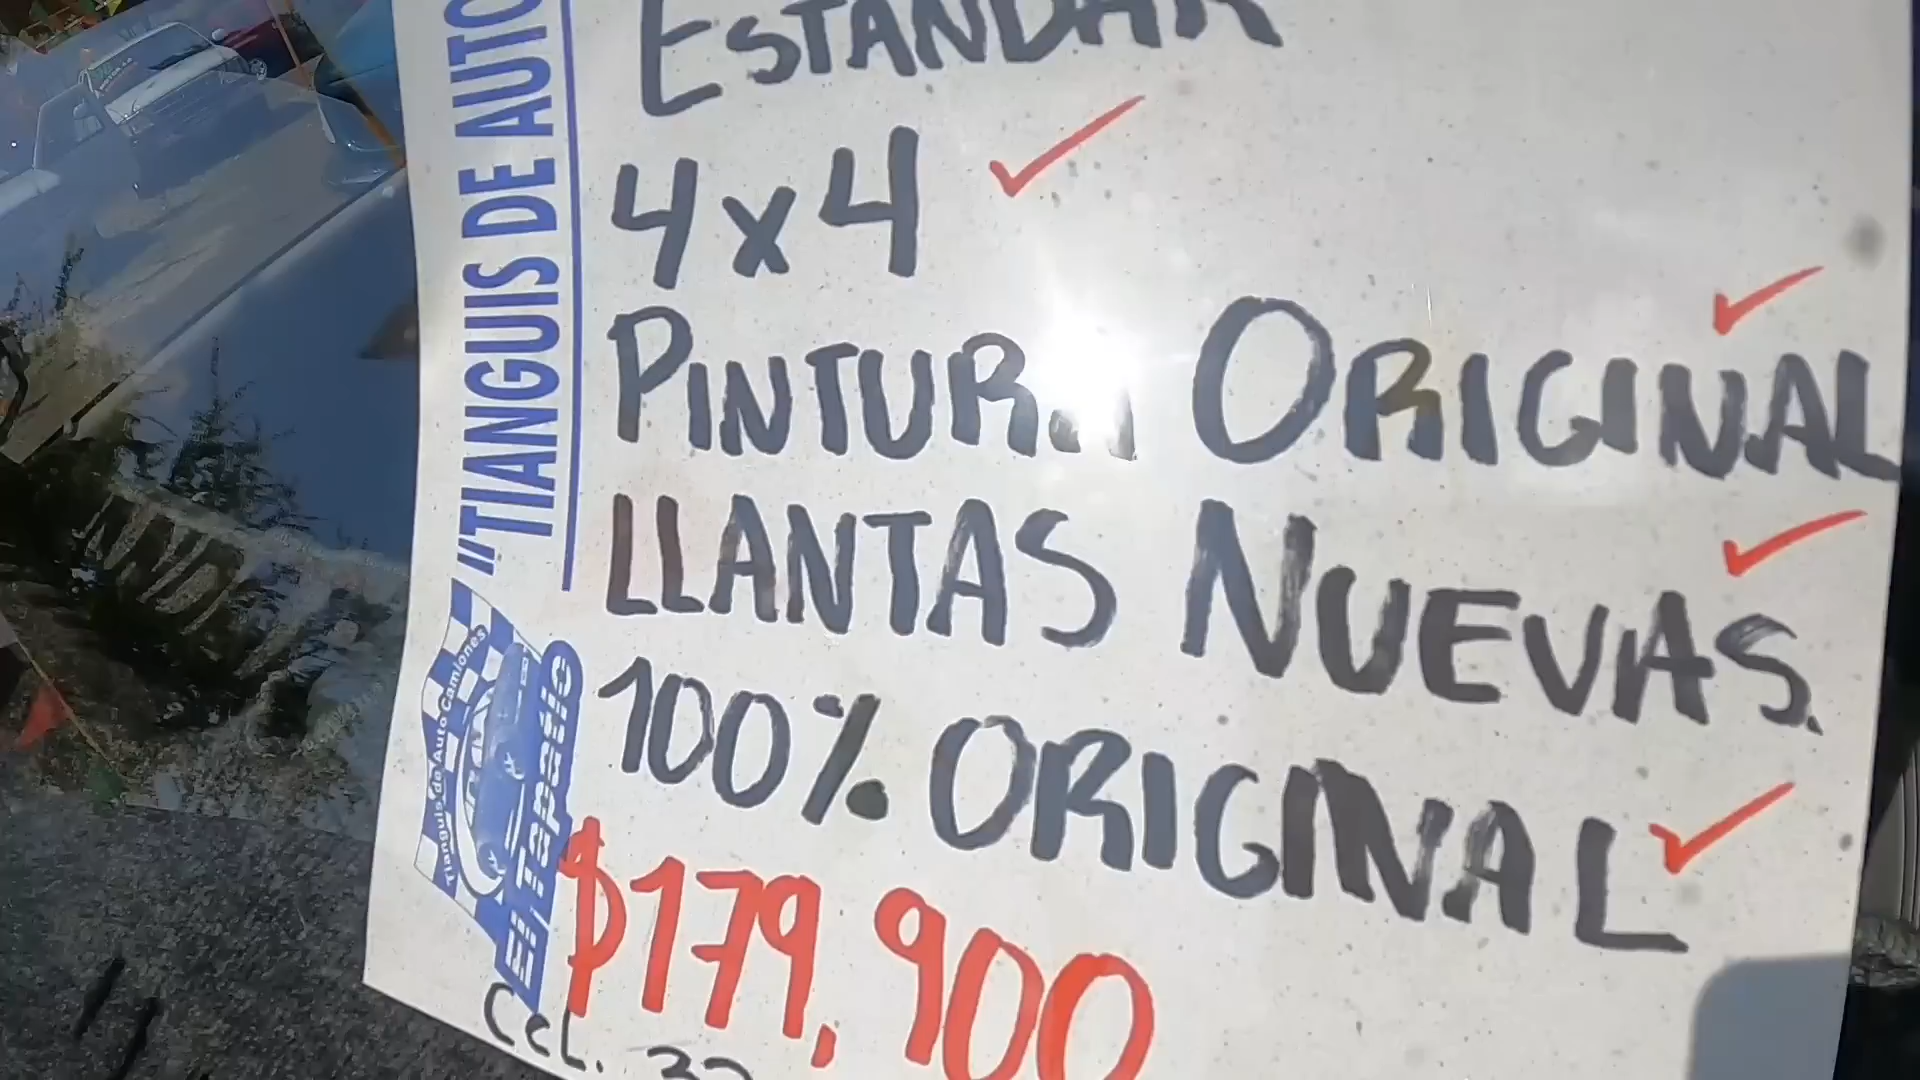 ESTANDAR
4x4
PINTURA ORIGINAL
LLANTAS NUEVAS.
100% ORIGINAL
$179,900
Cel. 33
"TIANGUIS DE AUTO
Tianguis de Auto Camiones
El Tapatío